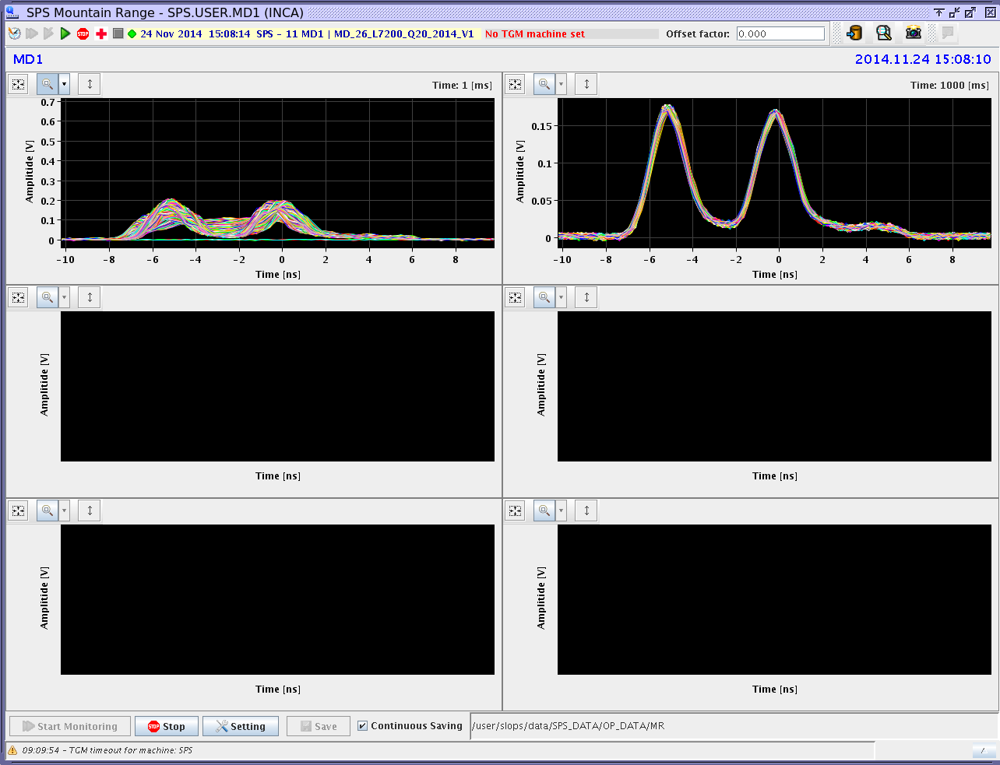 SPS Mountain Range - SPS.USER.MD1 (INCA)
STOP 24 Nov 2014 15:08:14 SPS - 11 MD1 | MD_26_L7200_Q20_2014_V1 No TGM machine set Offset factor: 0.000
MD1 2014.11.24 15:08:10
Time: 1 [ms]
Amplitide [V]
0.7
0.6
0.5
0.4
0.3
0.2
0.1
0
-10 -8 -6 -4 -2 0 2 4 6 8
Time [ns]
Time: 1000 [ms]
Amplitide [V]
0.15
0.1
0.05
0
-10 -8 -6 -4 -2 0 2 4 6 8
Time [ns]
Amplitide [V]
Time [ns]
Amplitide [V]
Time [ns]
Amplitide [V]
Time [ns]
Amplitide [V]
Time [ns]
Start Monitoring STOP Stop Setting Save Continuous Saving /user/slops/data/SPS_DATA/OP_DATA/MR
09:09:54 - TGM timeout for machine: SPS